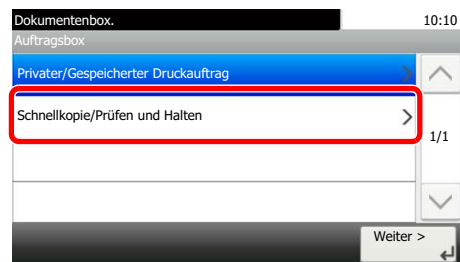 Dokumentenbox. 10:10
Auftragsbox
Privater/Gespeicherter Druckauftrag
Schnellkopie/Prüfen und Halten
1/1
Weiter >